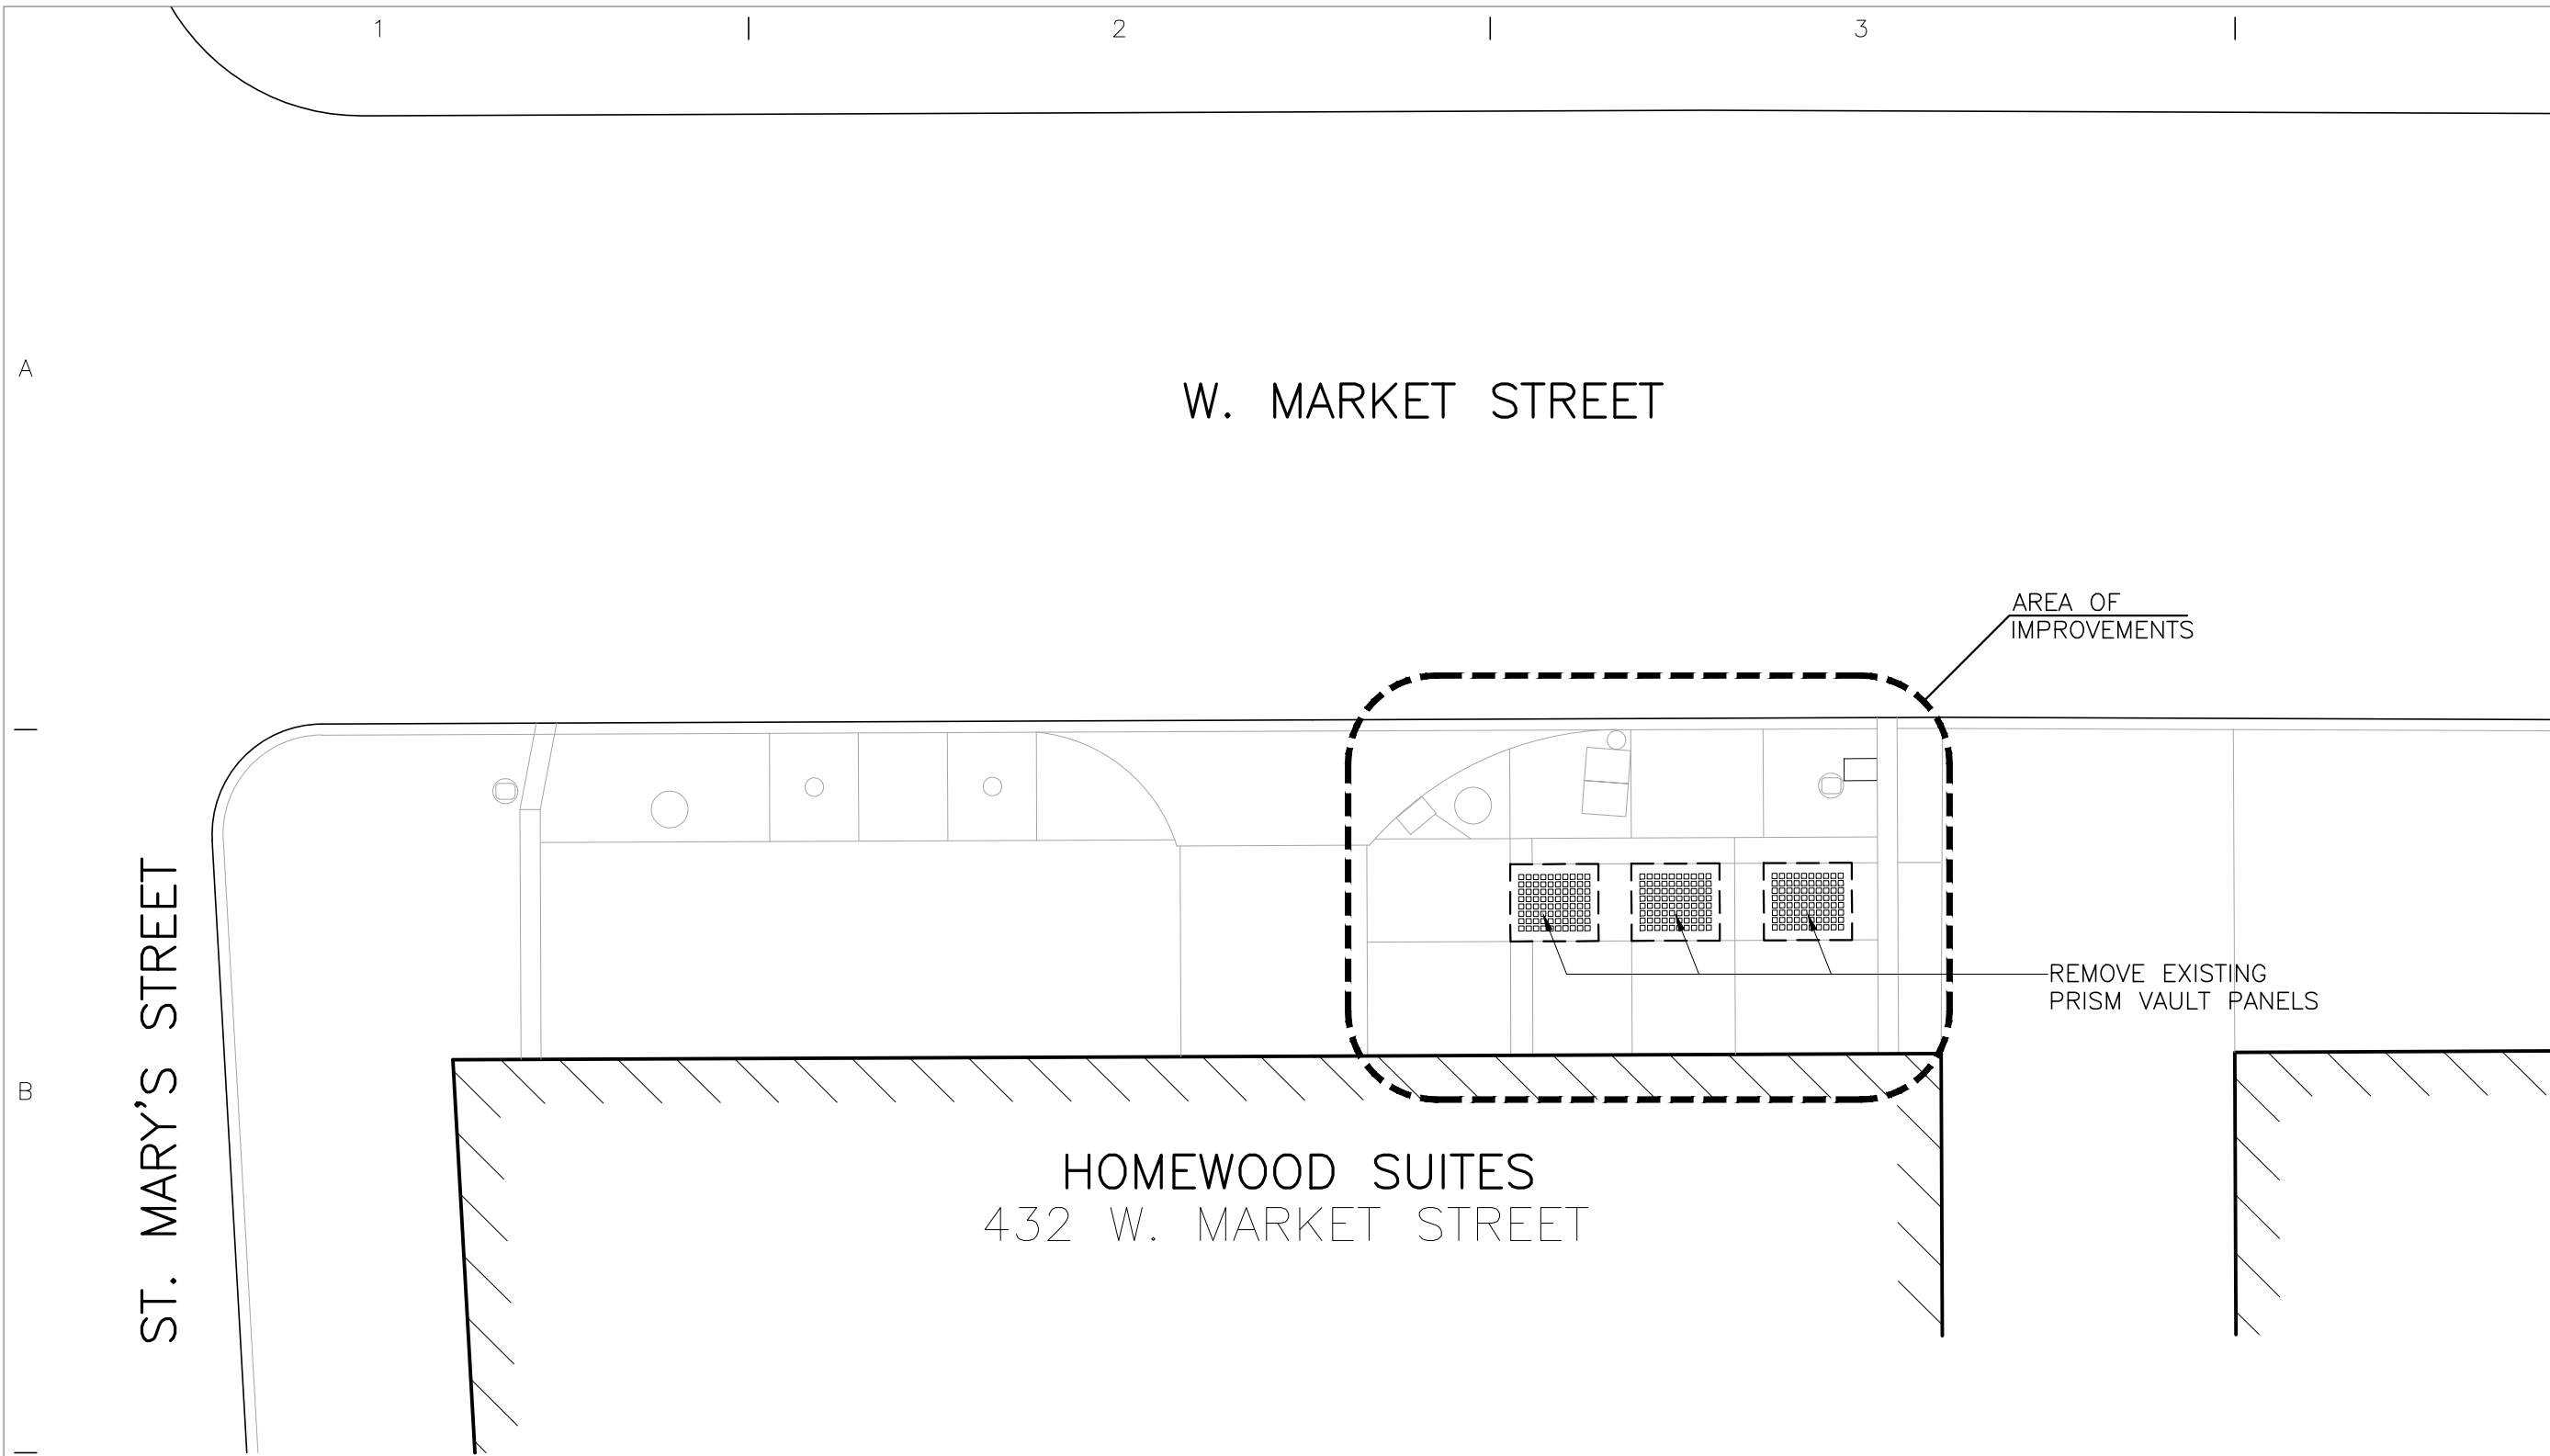 1
2
3
A
W. MARKET STREET
AREA OF
IMPROVEMENTS
REMOVE EXISTING
PRISM VAULT PANELS
ST. MARY'S STREET
B
HOMEWOOD SUITES
432 W. MARKET STREET